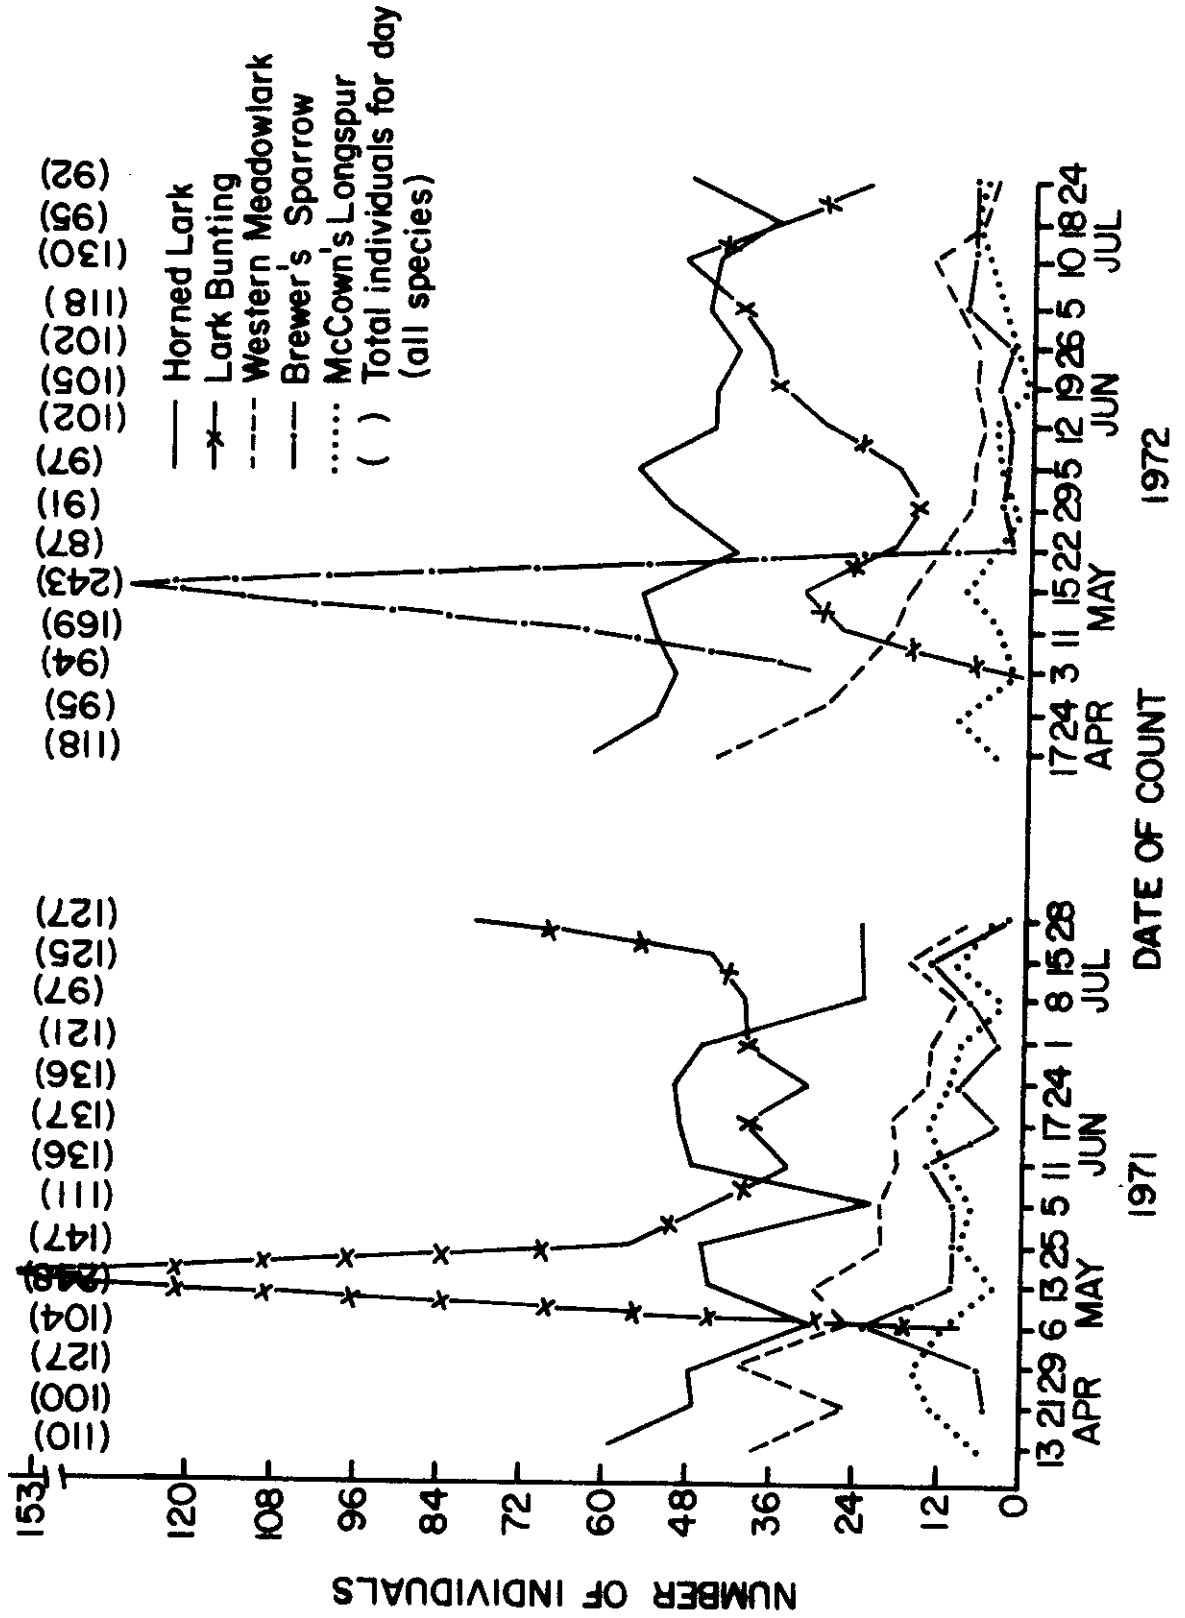 (110) (100) (127) (104) (147) (111) (136) (137) (136) (121) (97) (125) (127) (118) (95) (94) (169) (243) (87) (91) (97) (102) (105) (102) (118) (130) (95) (92)
Horned Lark
Lark Bunting
Western Meadowlark
Brewer's Sparrow
McCown's Longspur
( ) Total individuals for day
(all species)
NUMBER OF INDIVIDUALS
153
120
108
96
84
72
60
48
36
24
12
0
13 21 29 6 13 25 5 11 17 24 1 8 15 28 17 24 3 11 15 22 29 5 12 19 26 5 10 18 24
APR MAY JUN JUL APR MAY JUN JUL
1971 DATE OF COUNT 1972